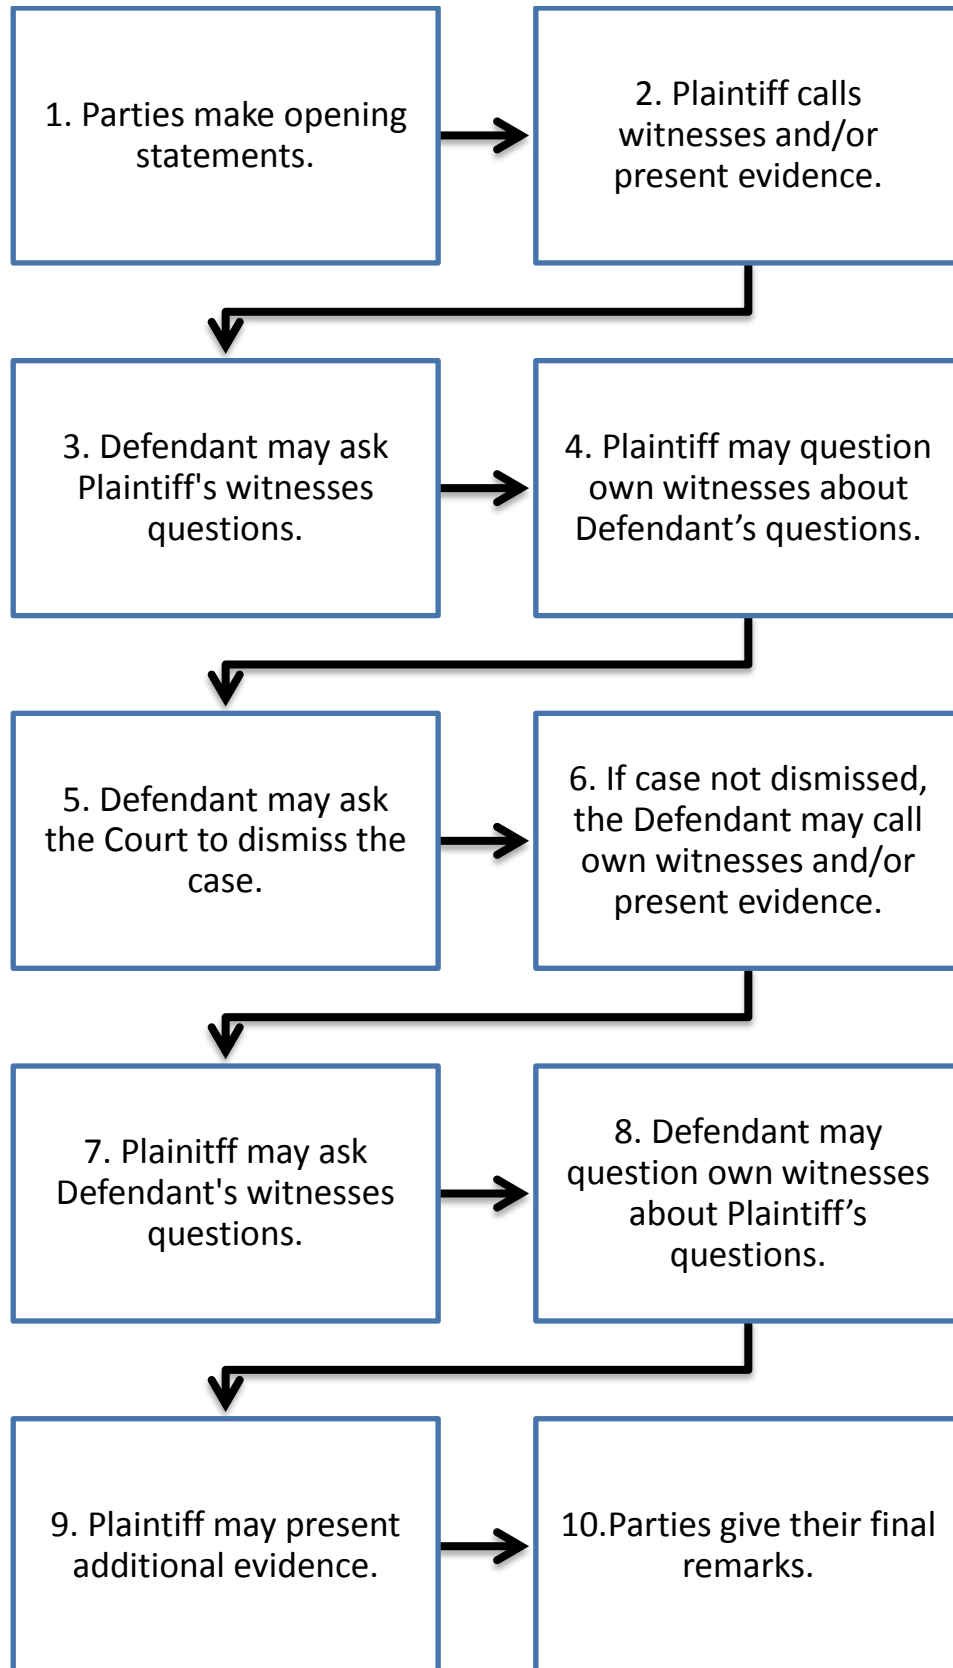 1. Parties make opening
statements.
2. Plaintiff calls
witnesses and/or
present evidence.
3. Defendant may ask
Plaintiff's witnesses
questions.
4. Plaintiff may question
own witnesses about
Defendant’s questions.
5. Defendant may ask
the Court to dismiss the
case.
6. If case not dismissed,
the Defendant may call
own witnesses and/or
present evidence.
7. Plainitff may ask
Defendant's witnesses
questions.
8. Defendant may
question own witnesses
about Plaintiff’s
questions.
9. Plaintiff may present
additional evidence.
10.Parties give their final
remarks.